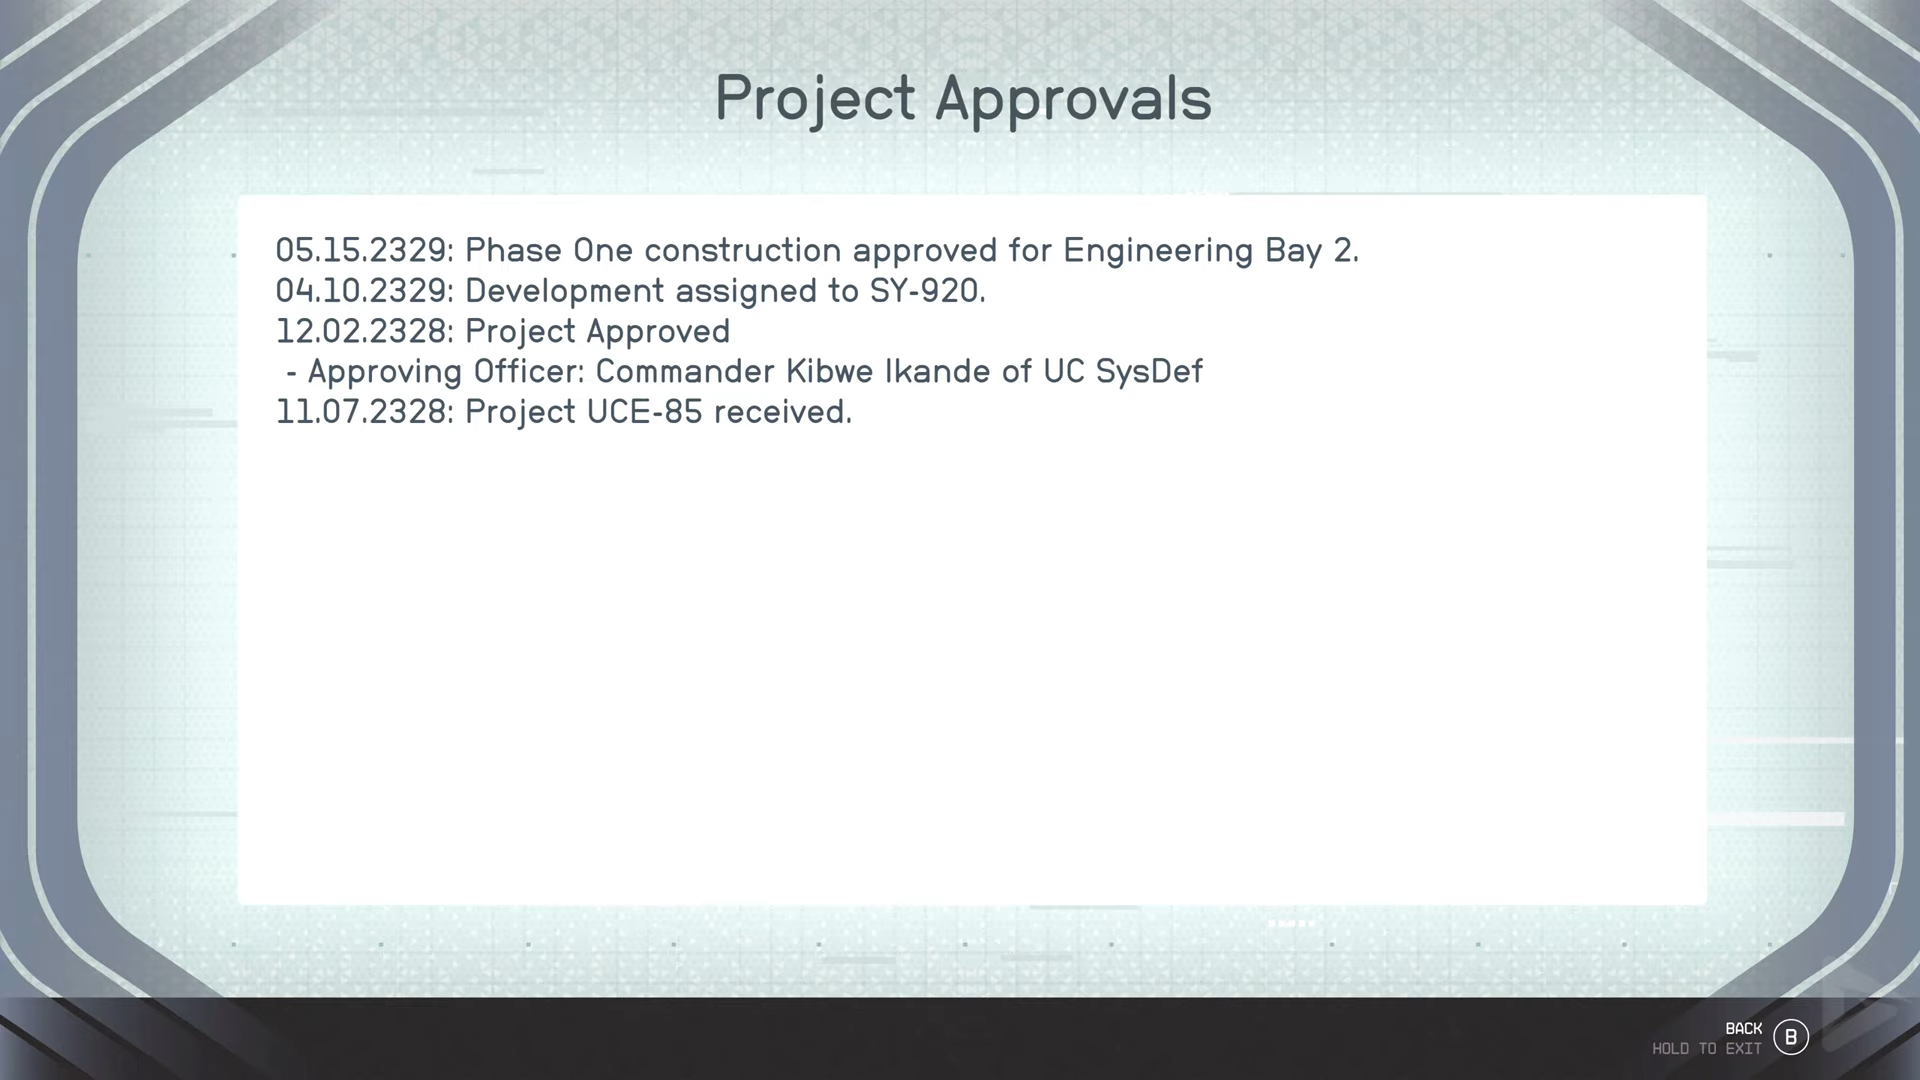 Project Approvals
05.15.2329: Phase One construction approved for Engineering Bay 2.
04.10.2329: Development assigned to SY-920.
12.02.2328: Project Approved
- Approving Officer: Commander Kibwe Ikande of UC SysDef
11.07.2328: Project UCE-85 received.
BACK
HOLD TO EXIT
B